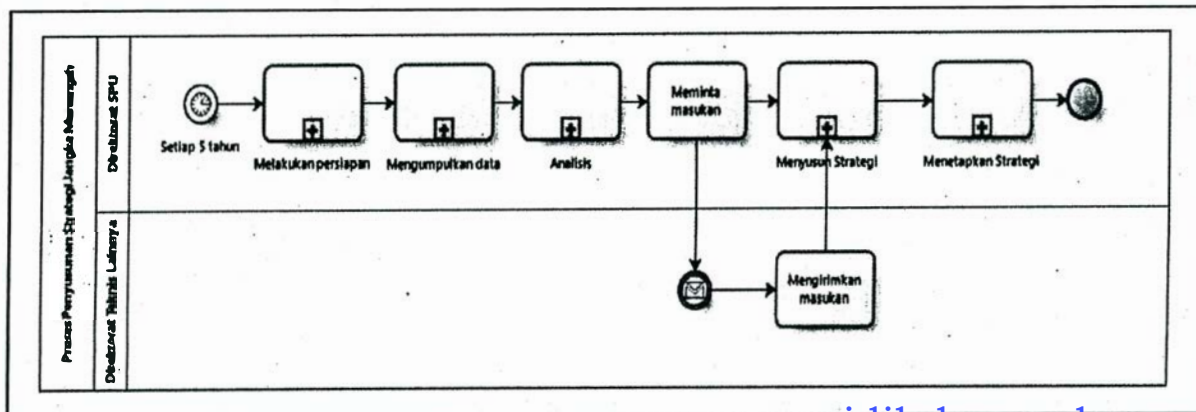 Proses Penyusunan Strategi Jangka Menengah
Direktorat SPU
Setiap 5 tahun
Melakukan persiapan
Mengumpulkan data
Analisis
Meminta
masukan
Menyusun Strategi
Menetapkan Strategi
Direktorat Teknis Lainnya
Mengirimkan
masukan